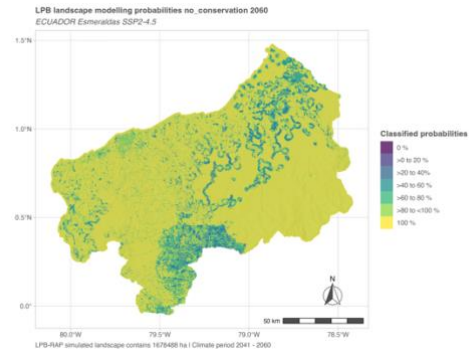 LPB landscape modelling probabilities no_conservation 2060
ECUADOR Esmeraldas SSP2-4.5
1.5°N
1.0°N
0.5°N
0.0°
80.0°W
79.5°W
79.0°W
78.5°W
Classified probabilities
0 %
>0 to 20 %
>20 to 40%
>40 to 60 %
>60 to 80 %
>80 to <100 %
100 %
N
50 km
LPB-RAP simulated landscape contains 1678488 ha I Climate period 2041 - 2060